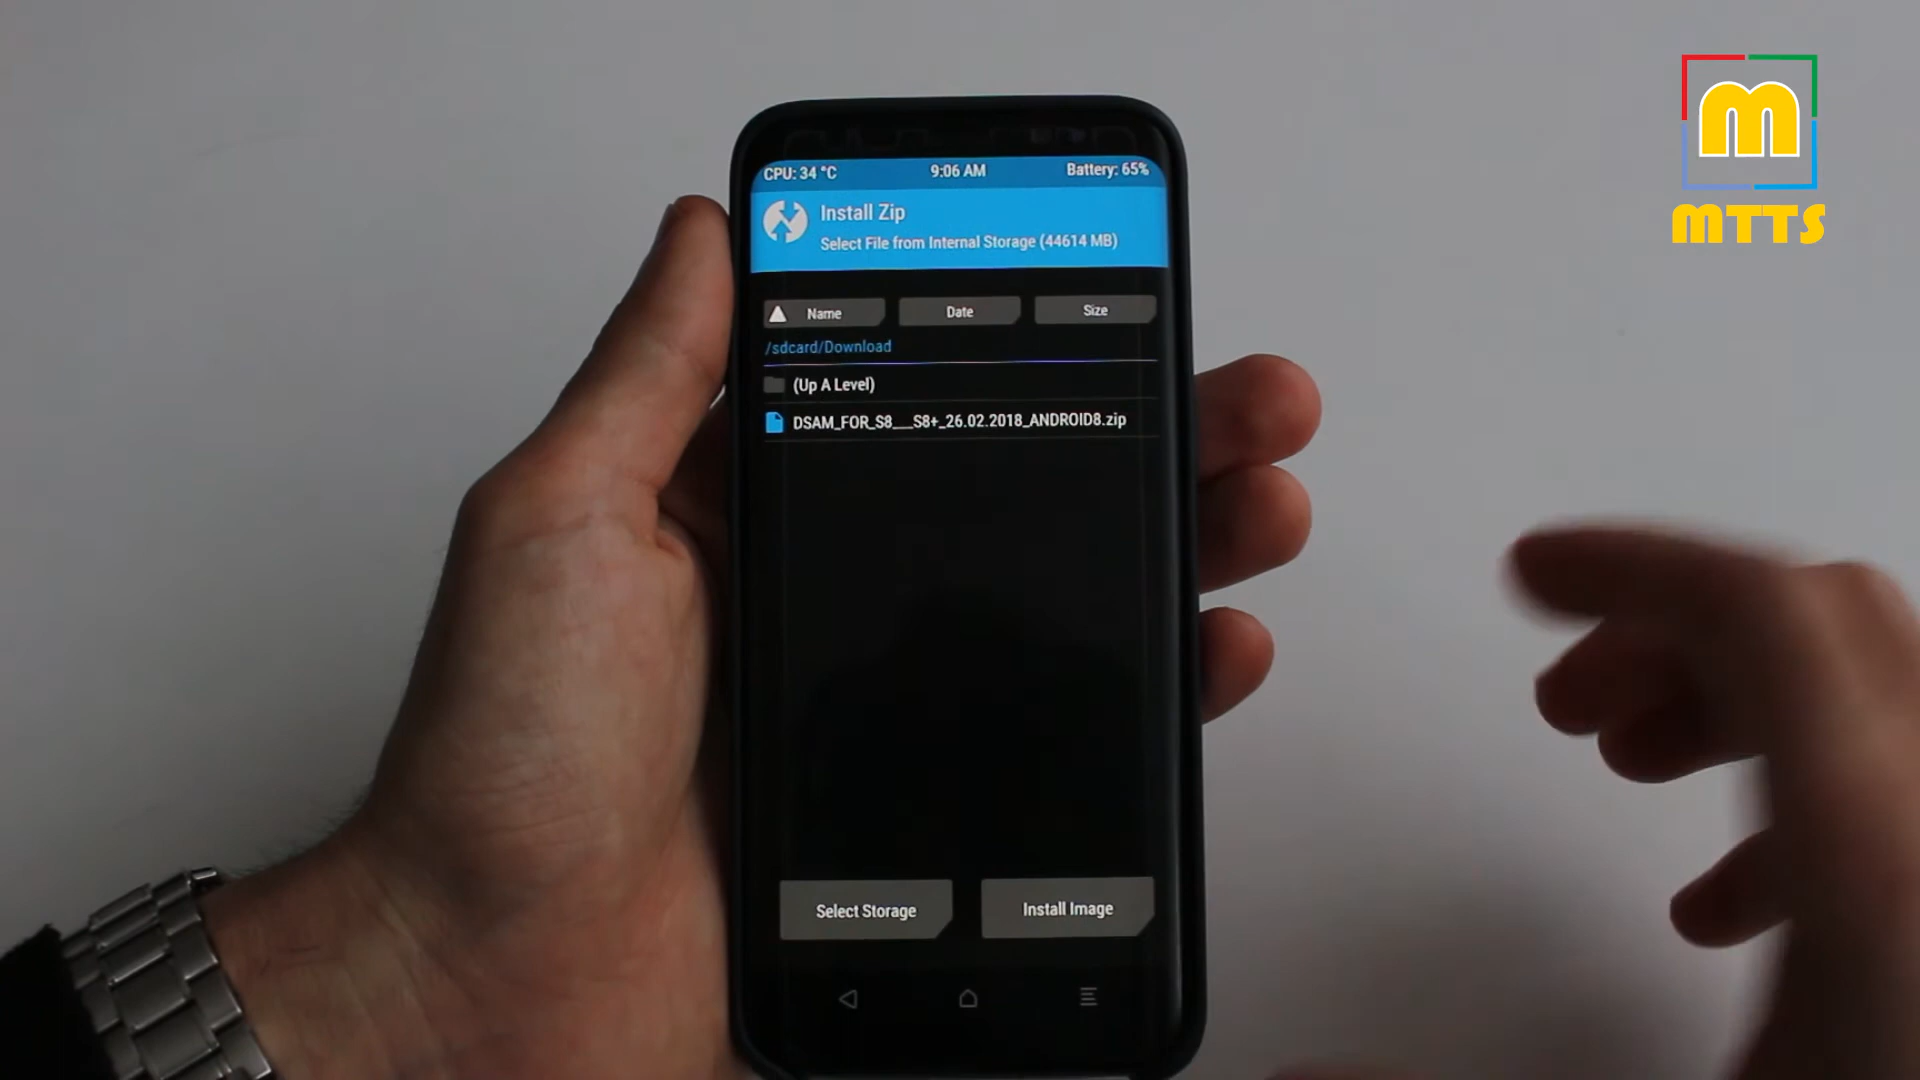 CPU: 34 °C 9:06 AM Battery: 65%
Install Zip
Select File from Internal Storage (44614 MB)
Name Date Size
/sdcard/Download
(Up A Level)
DSAM_FOR_S8___S8+_26.02.2018_ANDROID8.zip
Select Storage Install Image
M
MTTS